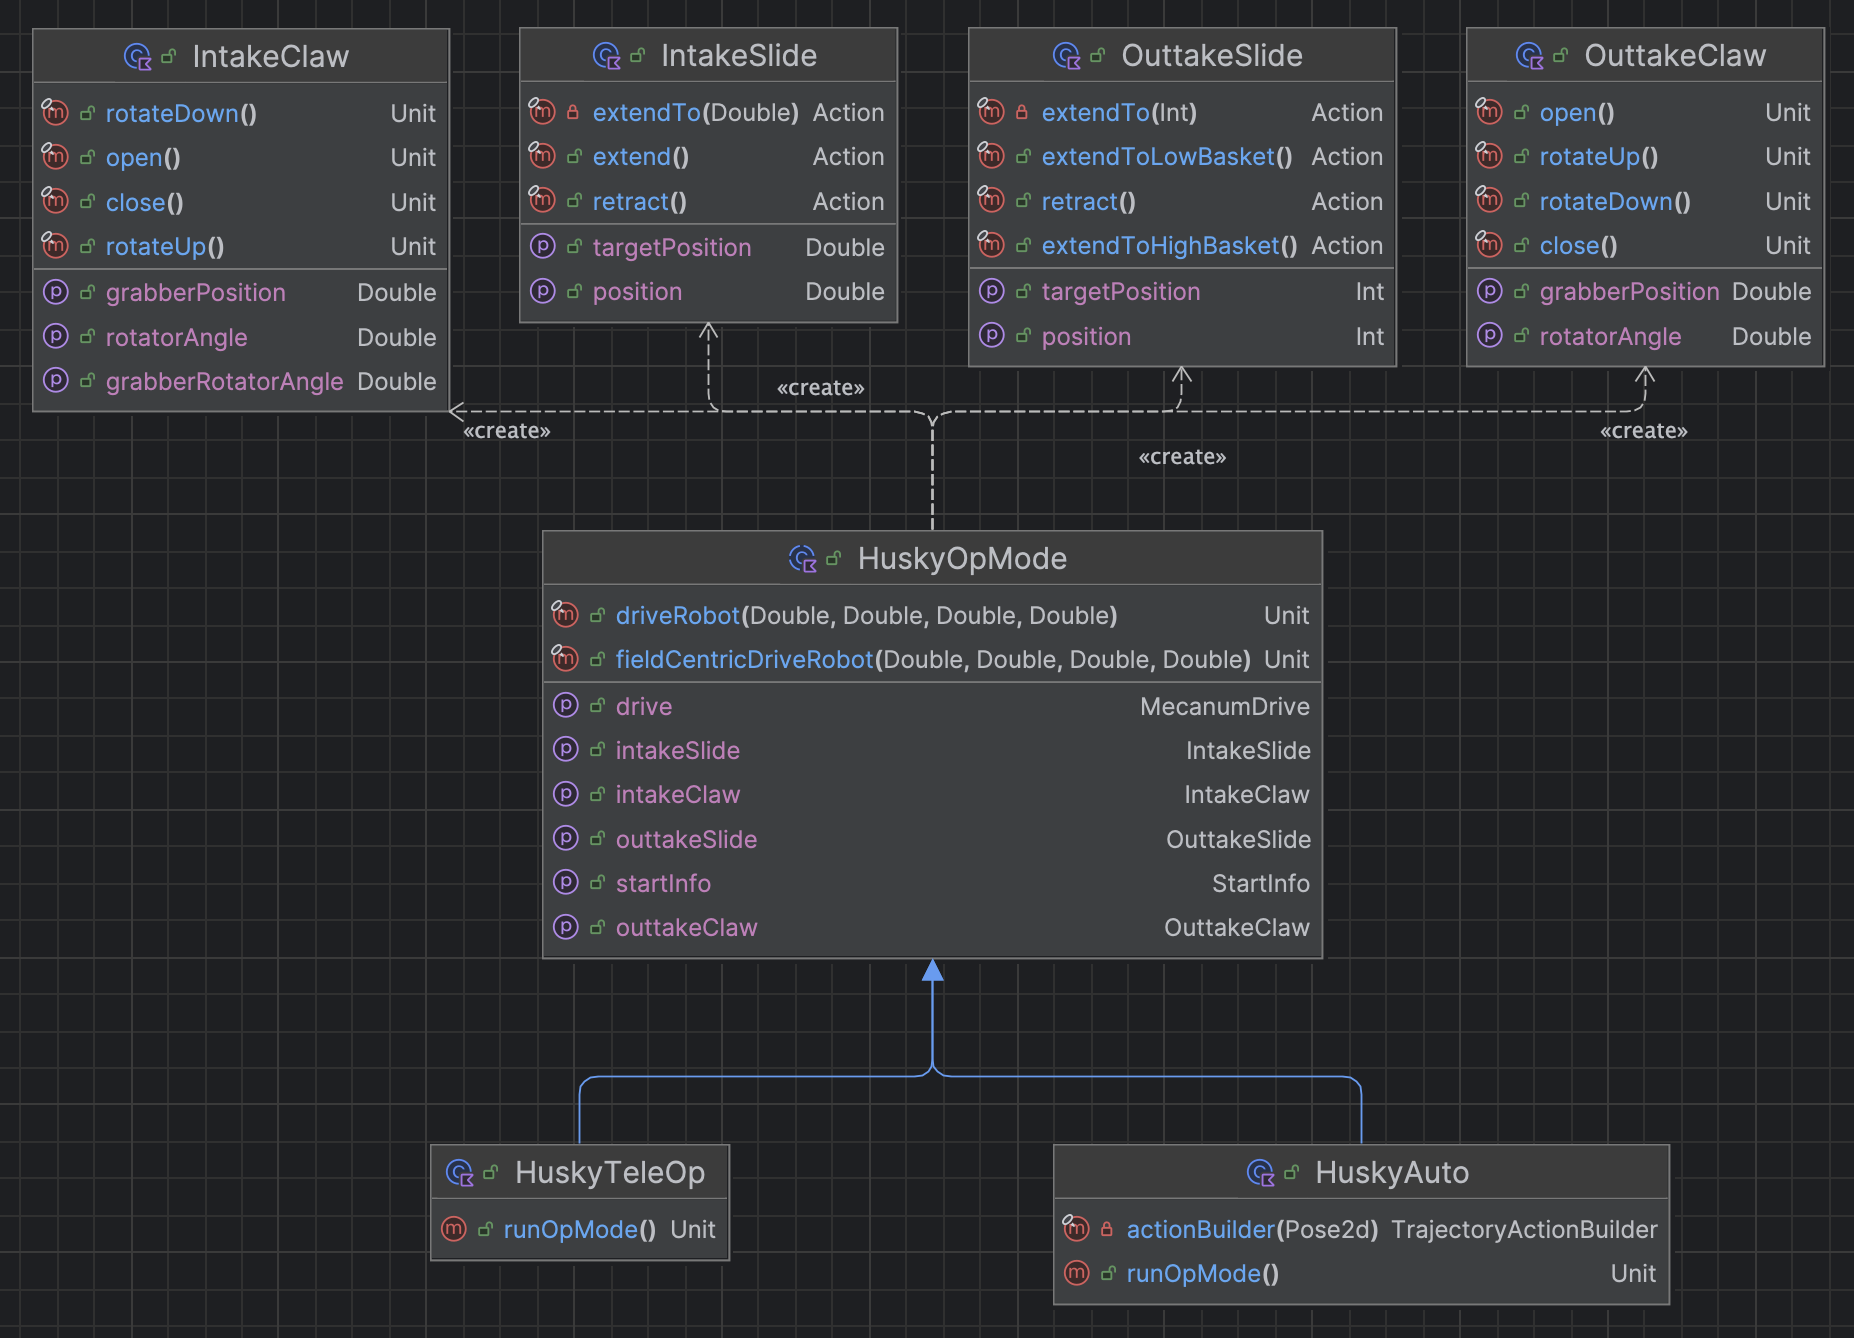 IntakeClaw
rotateDown() Unit
open() Unit
close() Unit
rotateUp() Unit
grabberPosition Double
rotatorAngle Double
grabberRotatorAngle Double
IntakeSlide
extendTo(Double) Action
extend() Action
retract() Action
targetPosition Double
position Double
OuttakeSlide
extendTo(Int) Action
extendToLowBasket() Action
retract() Action
extendToHighBasket() Action
targetPosition Int
position Int
OuttakeClaw
open() Unit
rotateUp() Unit
rotateDown() Unit
close() Unit
grabberPosition Double
rotatorAngle Double
«create»
«create»
«create»
«create»
HuskyOpMode
driveRobot(Double, Double, Double, Double) Unit
fieldCentricDriveRobot(Double, Double, Double, Double) Unit
drive MecanumDrive
intakeSlide IntakeSlide
intakeClaw IntakeClaw
outtakeSlide OuttakeSlide
startInfo StartInfo
outtakeClaw OuttakeClaw
HuskyTeleOp
runOpMode() Unit
HuskyAuto
actionBuilder(Pose2d) TrajectoryActionBuilder
runOpMode() Unit